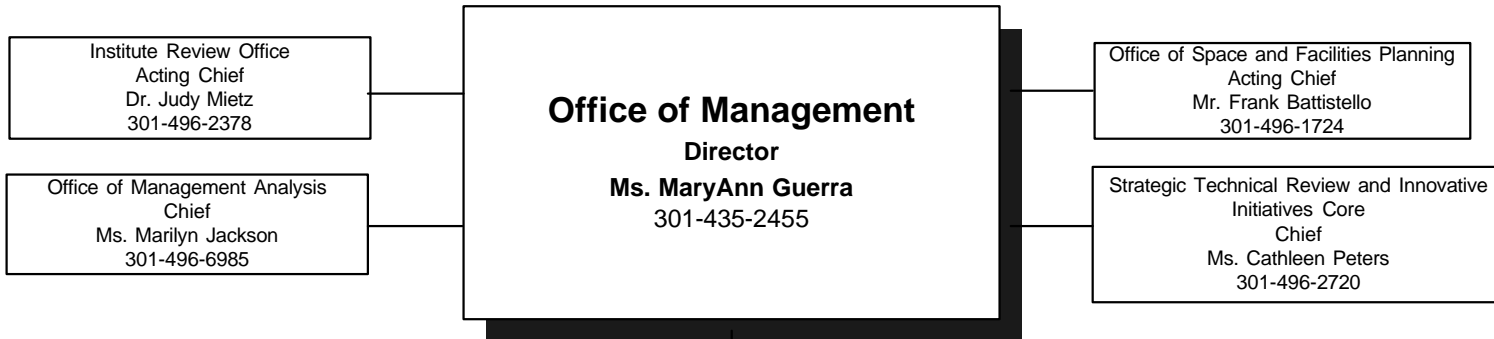 Institute Review Office
Acting Chief
Dr. Judy Mietz
301-496-2378
Office of Management Analysis
Chief
Ms. Marilyn Jackson
301-496-6985
Office of Management
Director
Ms. MaryAnn Guerra
301-435-2455
Office of Space and Facilities Planning
Acting Chief
Mr. Frank Battistello
301-496-1724
Strategic Technical Review and Innovative
Initiatives Core
Chief
Ms. Cathleen Peters
301-496-2720